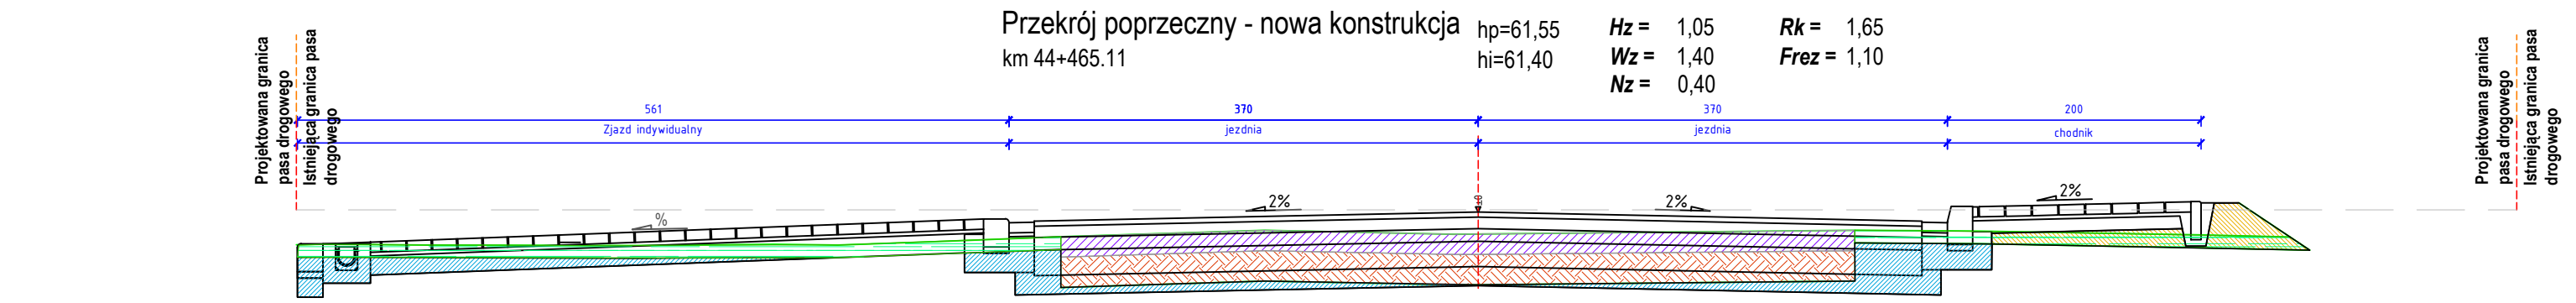 Przekrój poprzeczny - nowa konstrukcja
km 44+465.11
hp=61,55
hi=61,40
Hz = 1,05
Wz = 1,40
Nz = 0,40
Rk = 1,65
Frez = 1,10
Projektowana granica
pasa drogowego
Istniejąca granica pasa
drogowego
561
370
370
200
Zjazd indywidualny
jezdnia
jezdnia
chodnik
Projektowana granica
pasa drogowego
Istniejąca granica pasa
drogowego
%
2%
2%
2%